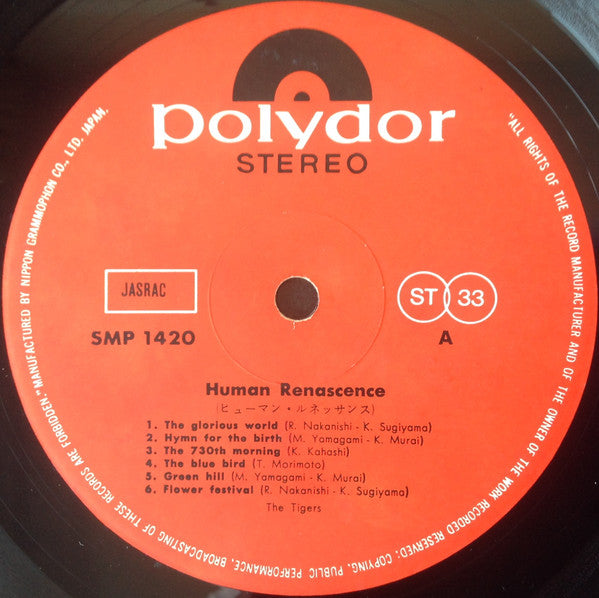 polydor
STEREO
JASRAC
ST 33
SMP 1420
A
Human Renascence
(ヒューマン・ルネッサンス)
1. The glorious world (R. Nakanishi - K. Sugiyama)
2. Hymn for the birth (M. Yamagami - K. Murai)
3. The 730th morning (K. Kahashi)
4. The blue bird (T. Morimoto)
5. Green hill (M. Yamagami - K. Murai)
6. Flower festival (R. Nakanishi - K. Sugiyama)
The Tigers
"ALL RIGHTS OF THE RECORD MANUFACTURER AND OF THE OWNER OF THE WORK RECORDED RESERVED; COPYING, PUBLIC PERFORMANCE, BROADCASTING OF THESE RECORDS ARE FORBIDDEN."MANUFACTURED BY NIPPON GRAMMOPHON CO., LTD. JAPAN.